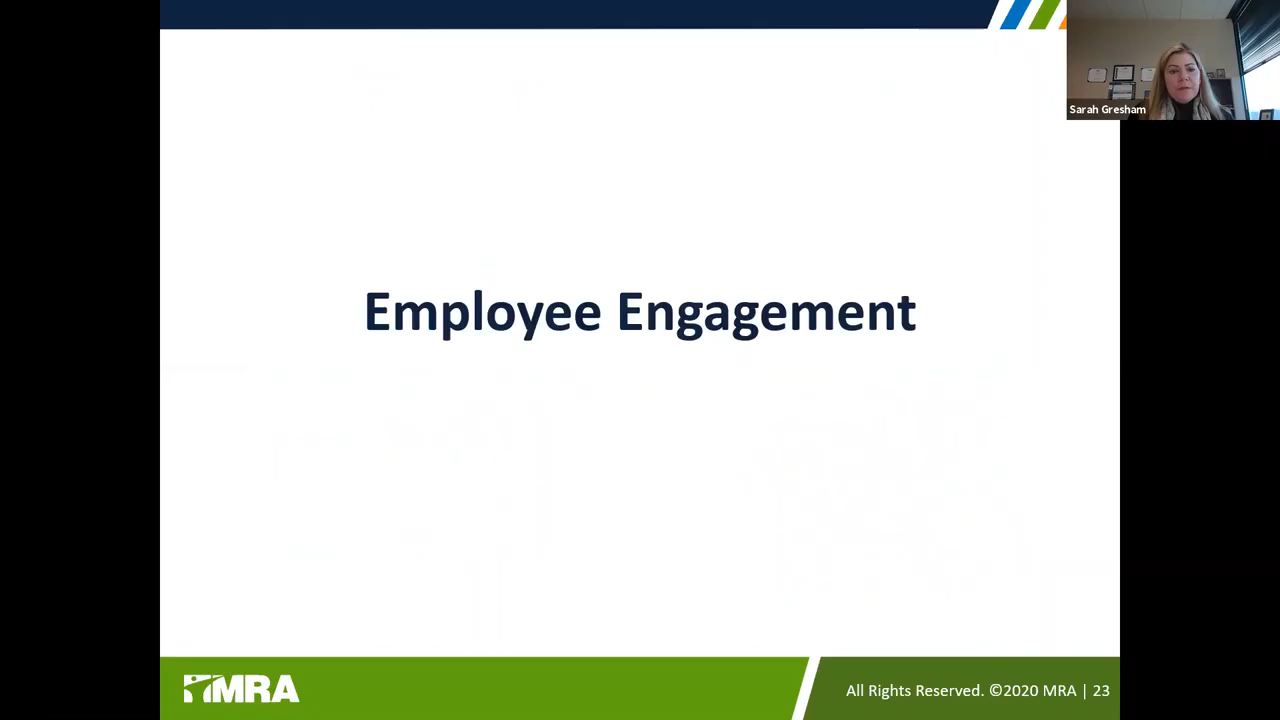 Sarah Gresham
Employee Engagement
MRA
All Rights Reserved. ©2020 MRA | 23